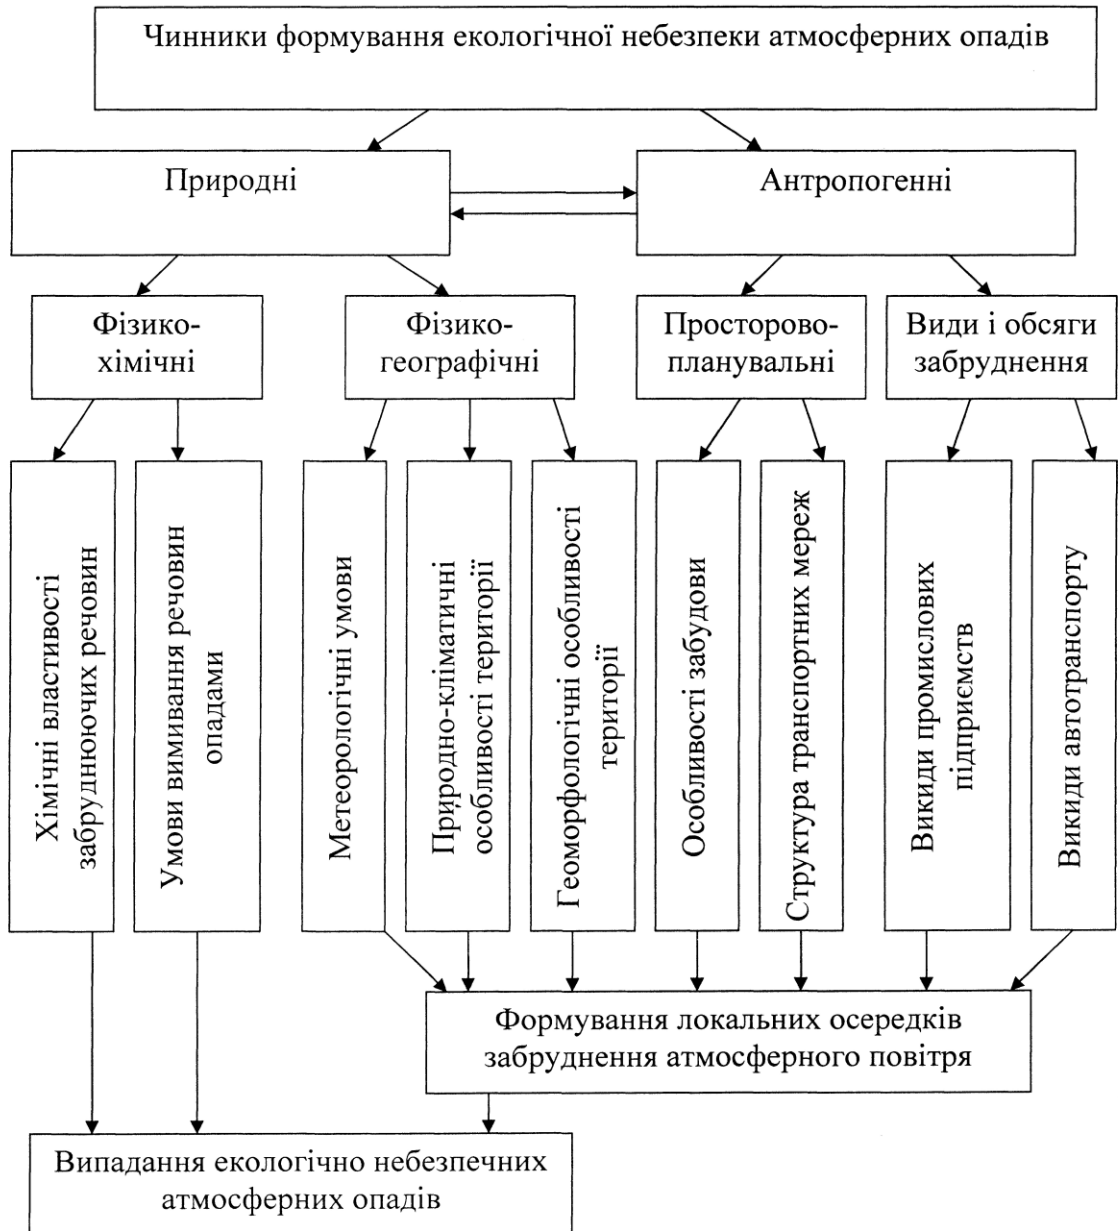 Чинники формування екологічної небезпеки атмосферних опадів
Природні
Антропогенні
Фізико-
хімічні
Фізико-
географічні
Просторово-
планувальні
Види і обсяги
забруднення
Хімічні властивості
забруднюючих речовин
Умови вимивання речовин
опадами
Метеорологічні умови
Природно-кліматичні
особливості території
Геоморфологічні особливості
території
Особливості забудови
Структура транспортних мереж
Викиди промислових
підприємств
Викиди автотранспорту
Формування локальних осередків
забруднення атмосферного повітря
Випадання екологічно небезпечних
атмосферних опадів